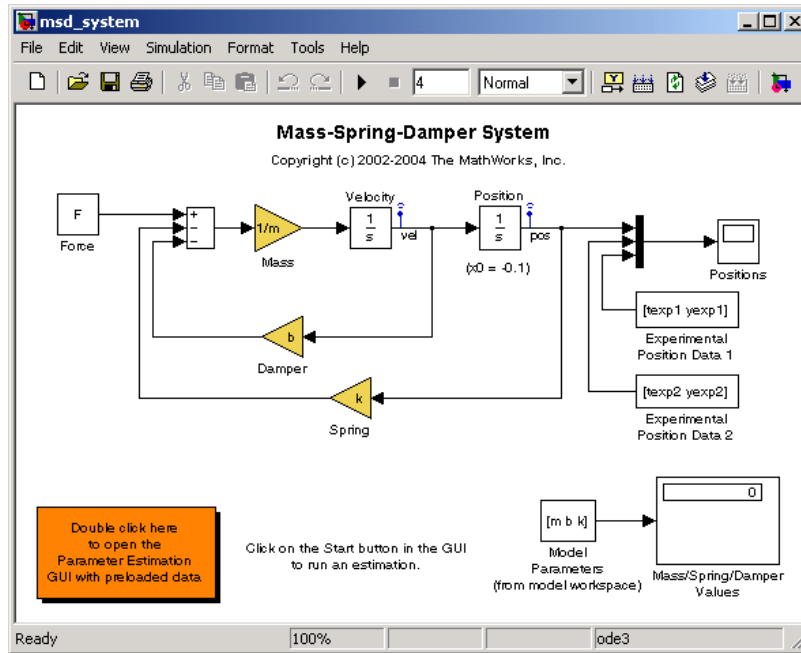 msd_system
File Edit View Simulation Format Tools Help
4 Normal
Mass-Spring-Damper System
Copyright (c) 2002-2004 The MathWorks, Inc.
Velocity Position
F + − − 1/m 1/s vel 1/s pos
Force
Mass
(x0 = -0.1)
Positions
[texp1 yexp1]
b
Experimental
Position Data 1
Damper
k
[texp2 yexp2]
Spring
Experimental
Position Data 2
0
Double click here
to open the
Parameter Estimation
GUI with preloaded data
Click on the Start button in the GUI
to run an estimation.
[m b k]
Model
Parameters
(from model workspace)
Mass/Spring/Damper
Values
Ready 100% ode3